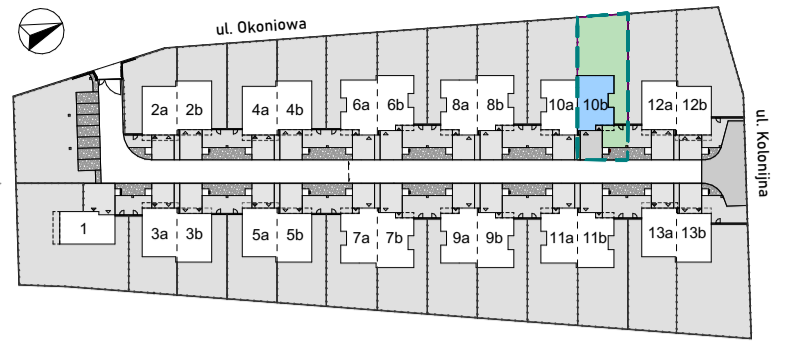 ul. Okoniowa
2a 2b 4a 4b 6a 6b 8a 8b 10a 10b 12a 12b
ul. Kolonijna
1 3a 3b 5a 5b 7a 7b 9a 9b 11a 11b 13a 13b